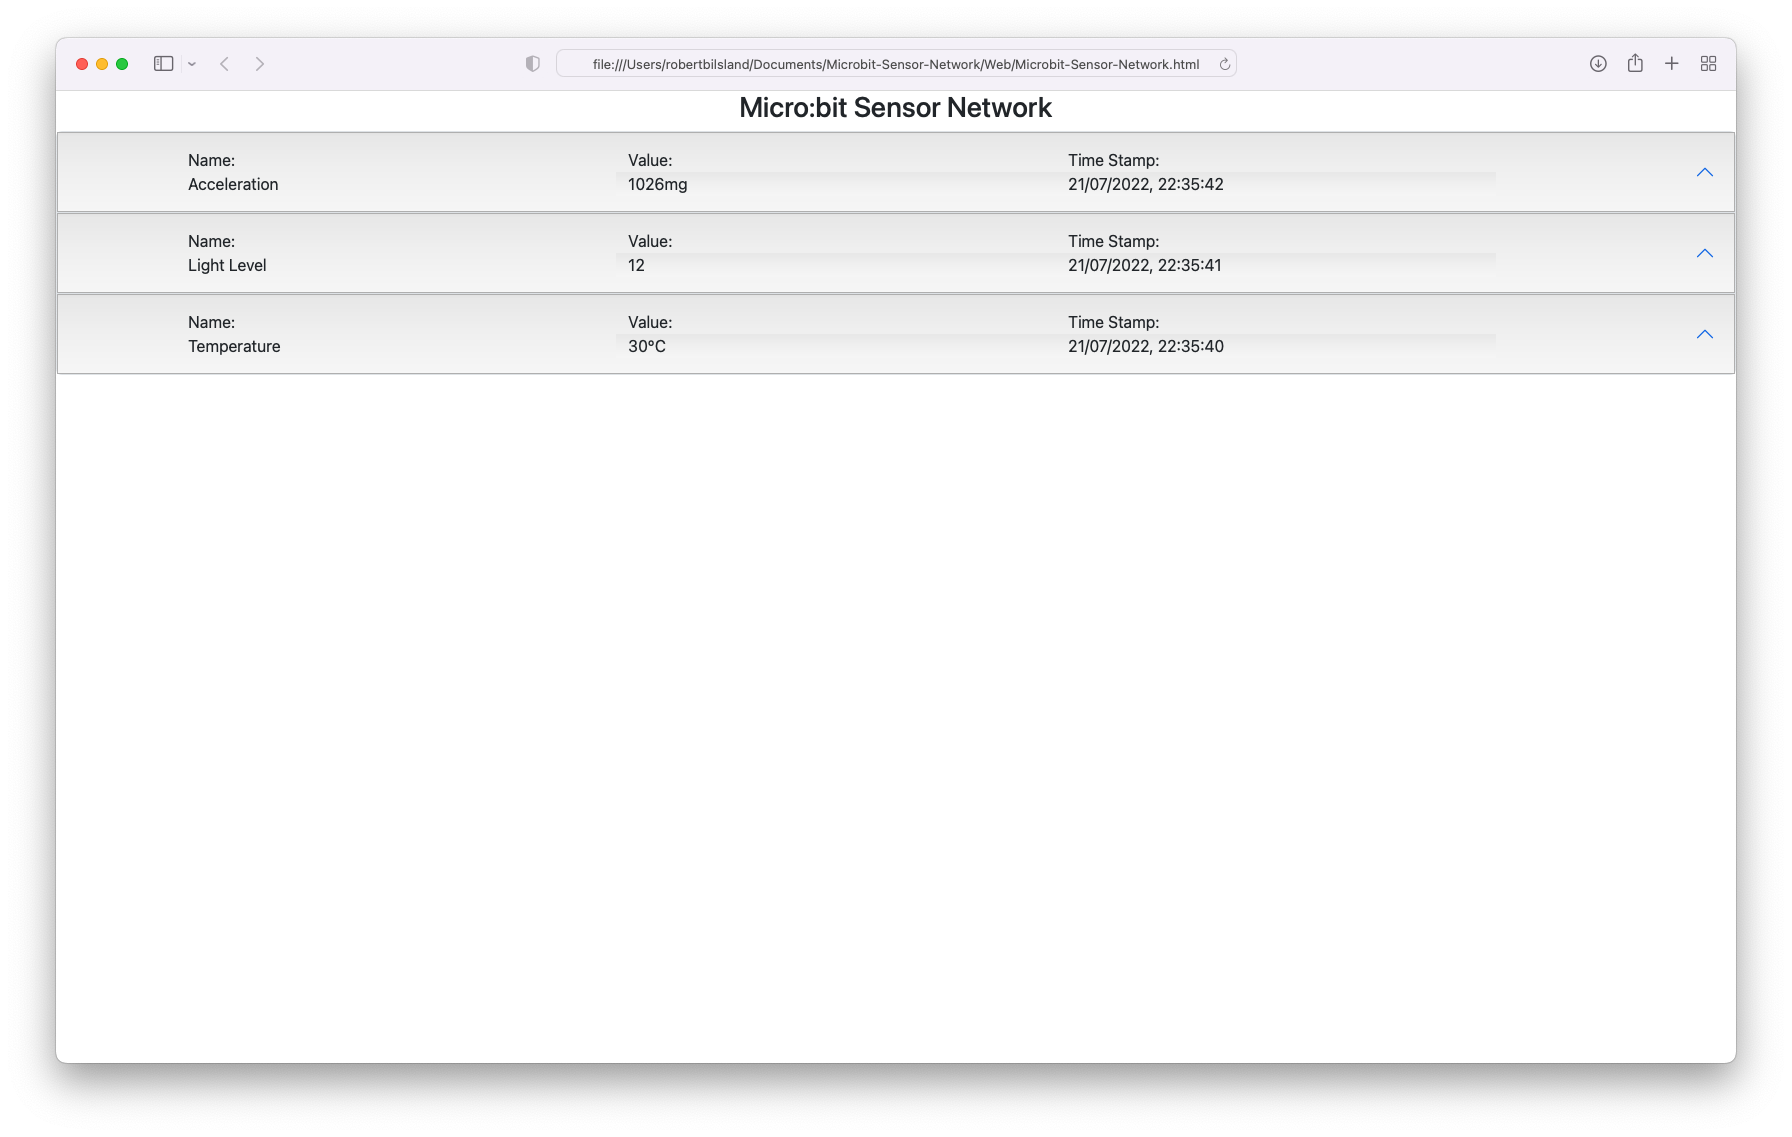 file:///Users/robertbilsland/Documents/Microbit-Sensor-Network/Web/Microbit-Sensor-Network.html
Micro:bit Sensor Network
Name: Value: Time Stamp:
Acceleration 1026mg 21/07/2022, 22:35:42
Name: Value: Time Stamp:
Light Level 12 21/07/2022, 22:35:41
Name: Value: Time Stamp:
Temperature 30ºC 21/07/2022, 22:35:40